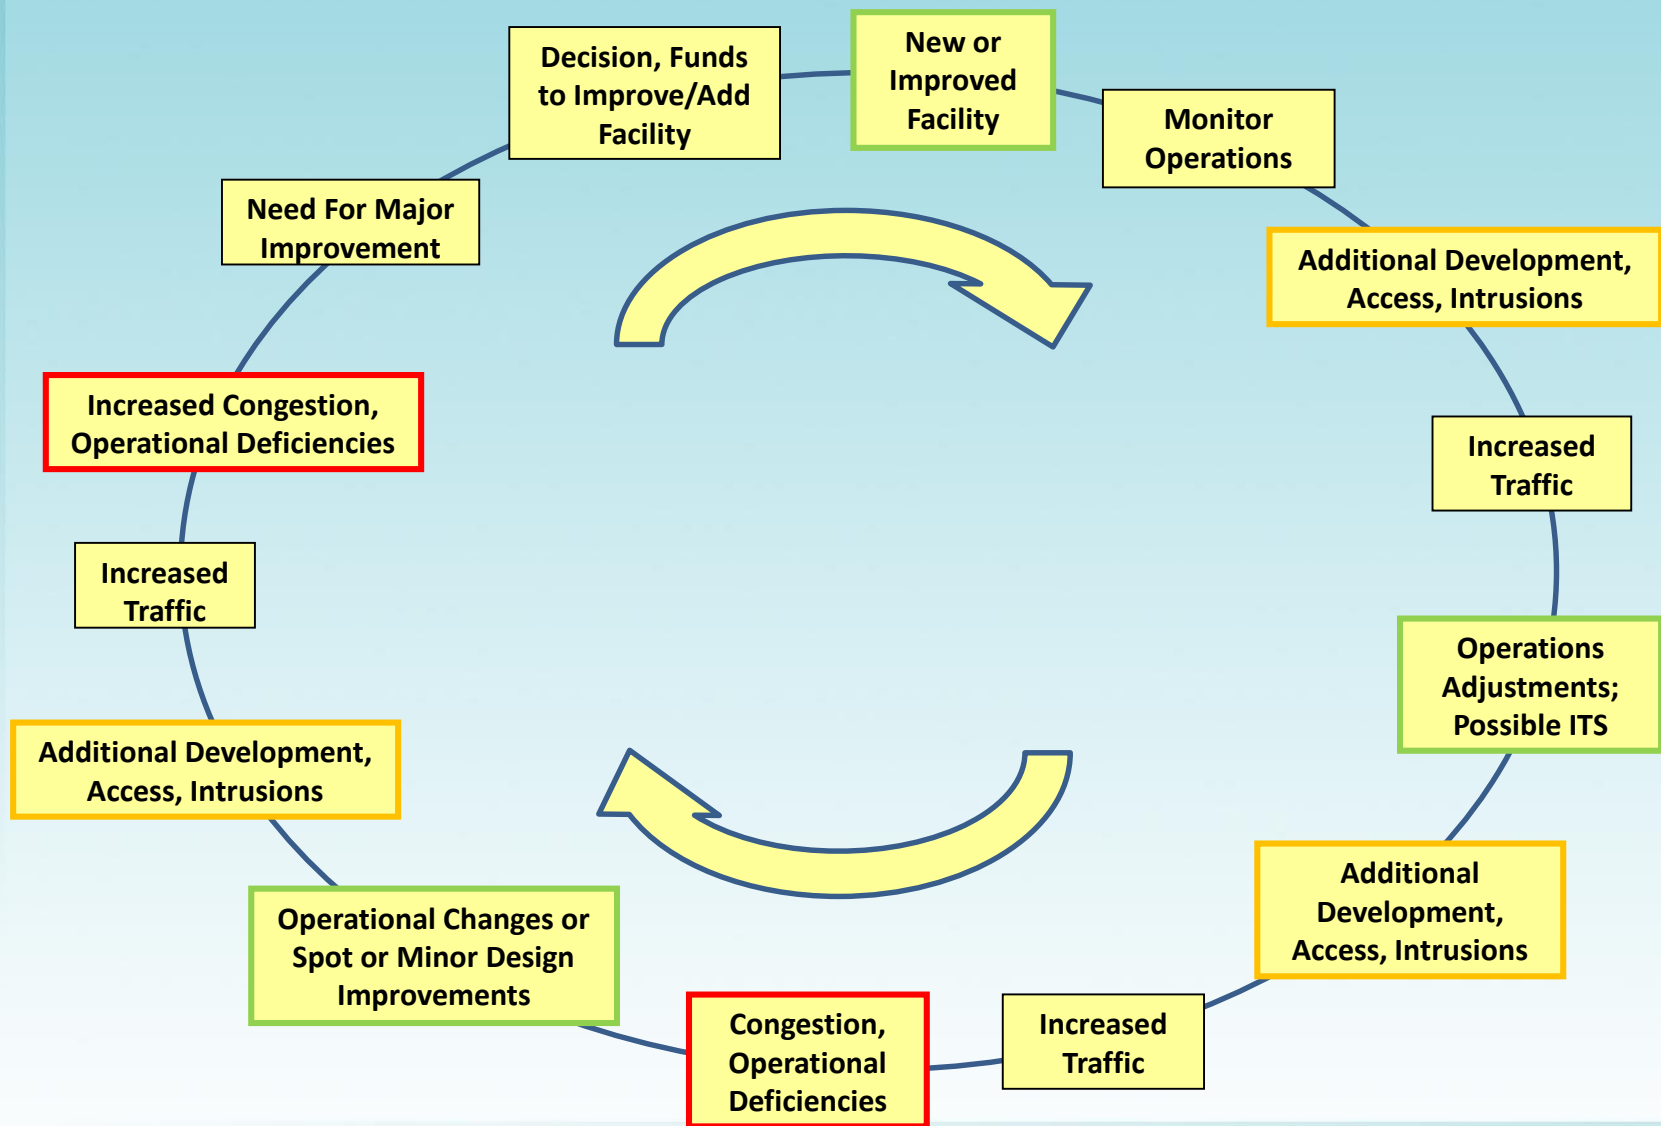 Decision, Funds
to Improve/Add
Facility
New or
Improved
Facility
Monitor
Operations
Additional Development,
Access, Intrusions
Increased
Traffic
Operations
Adjustments;
Possible ITS
Additional
Development,
Access, Intrusions
Increased
Traffic
Congestion,
Operational
Deficiencies
Operational Changes or
Spot or Minor Design
Improvements
Additional Development,
Access, Intrusions
Increased
Traffic
Increased Congestion,
Operational Deficiencies
Need For Major
Improvement